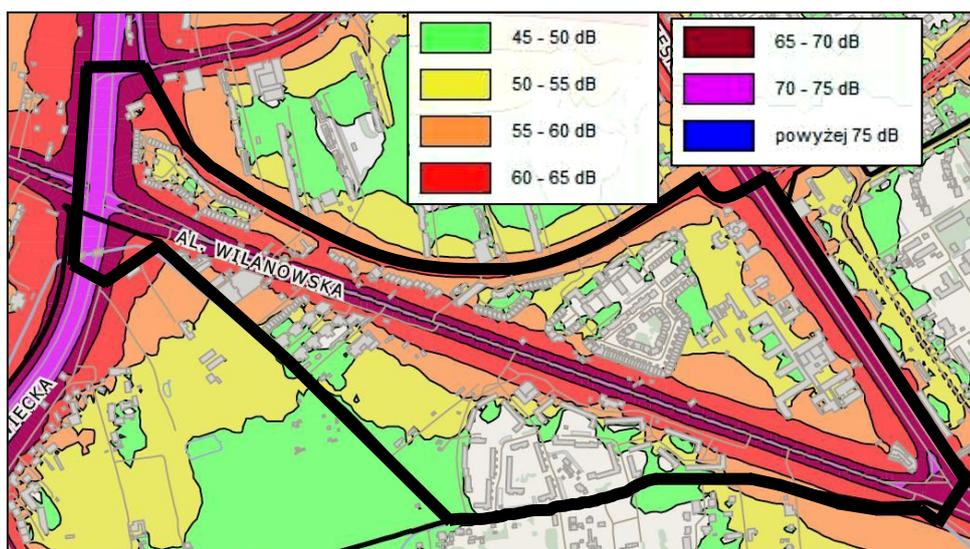 45 - 50 dB
50 - 55 dB
55 - 60 dB
60 - 65 dB
65 - 70 dB
70 - 75 dB
powyżej 75 dB
AL. WILANOWSKA